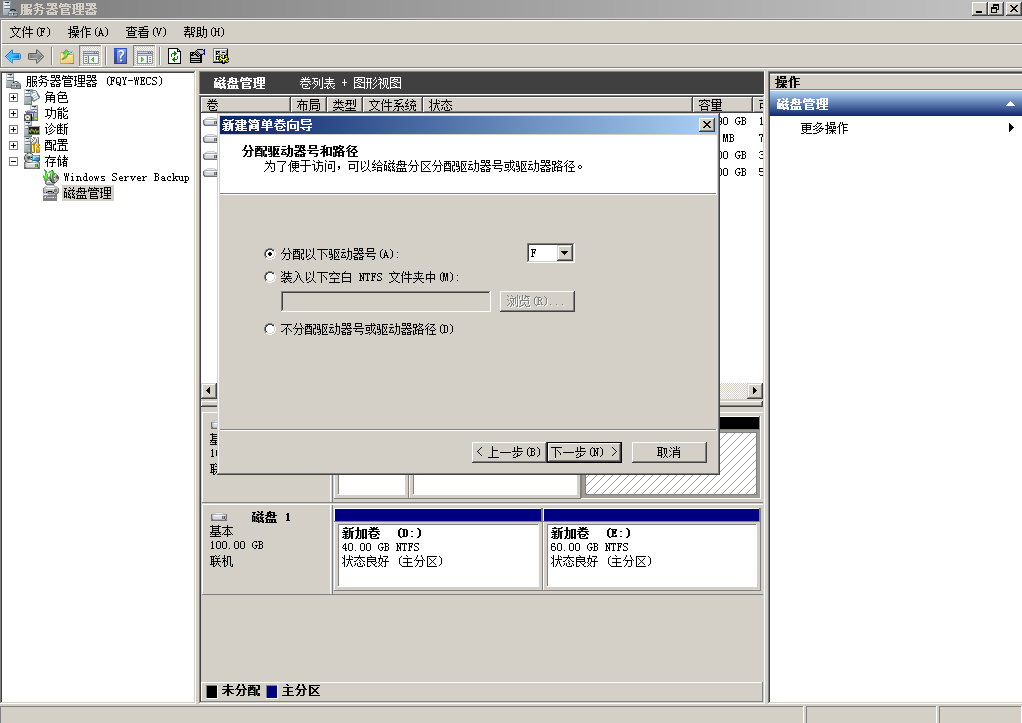 服务器管理器
文件(F) 操作(A) 查看(V) 帮助(H)
服务器管理器 (FQY-WECS)
角色
功能
诊断
配置
存储
Windows Server Backup
磁盘管理
磁盘管理 卷列表 + 图形视图
卷 布局 类型 文件系统 状态 容量
新建简单卷向导
分配驱动器号和路径
为了便于访问，可以给磁盘分区分配驱动器号或驱动器路径。
分配以下驱动器号(A): F
装入以下空白 NTFS 文件夹中(M):
浏览(R)...
不分配驱动器号或驱动器路径(D)
< 上一步(B) 下一步(N) > 取消
磁盘 1
基本
100.00 GB
联机
新加卷 (D:)
40.00 GB NTFS
状态良好 (主分区)
新加卷 (E:)
60.00 GB NTFS
状态良好 (主分区)
未分配 主分区
操作
磁盘管理
更多操作